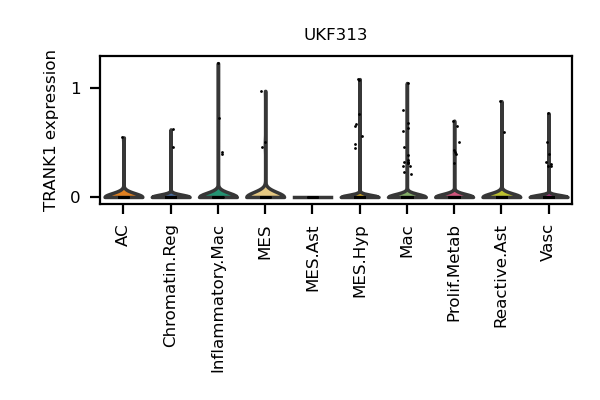 UKF313
TRANK1 expression
1
0
AC
Chromatin.Reg
Inflammatory.Mac
MES
MES.Ast
MES.Hyp
Mac
Prolif.Metab
Reactive.Ast
Vasc